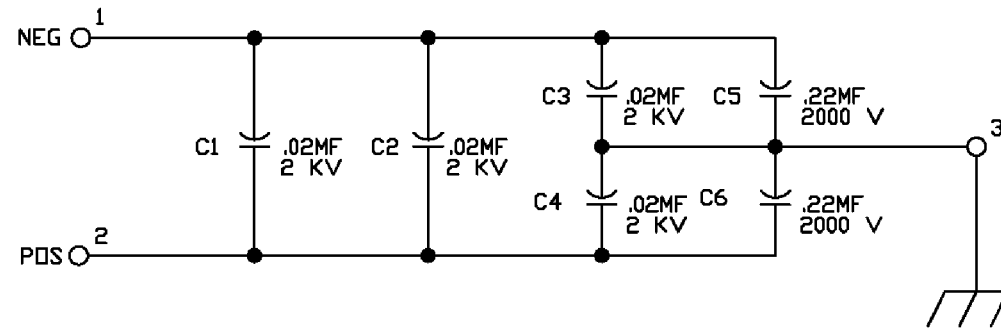 1
NEG
C3
.02MF
2 KV
C5
.22MF
2000 V
3
C1
.02MF
2 KV
C2
.02MF
2 KV
C4
.02MF
2 KV
C6
.22MF
2000 V
2
POS